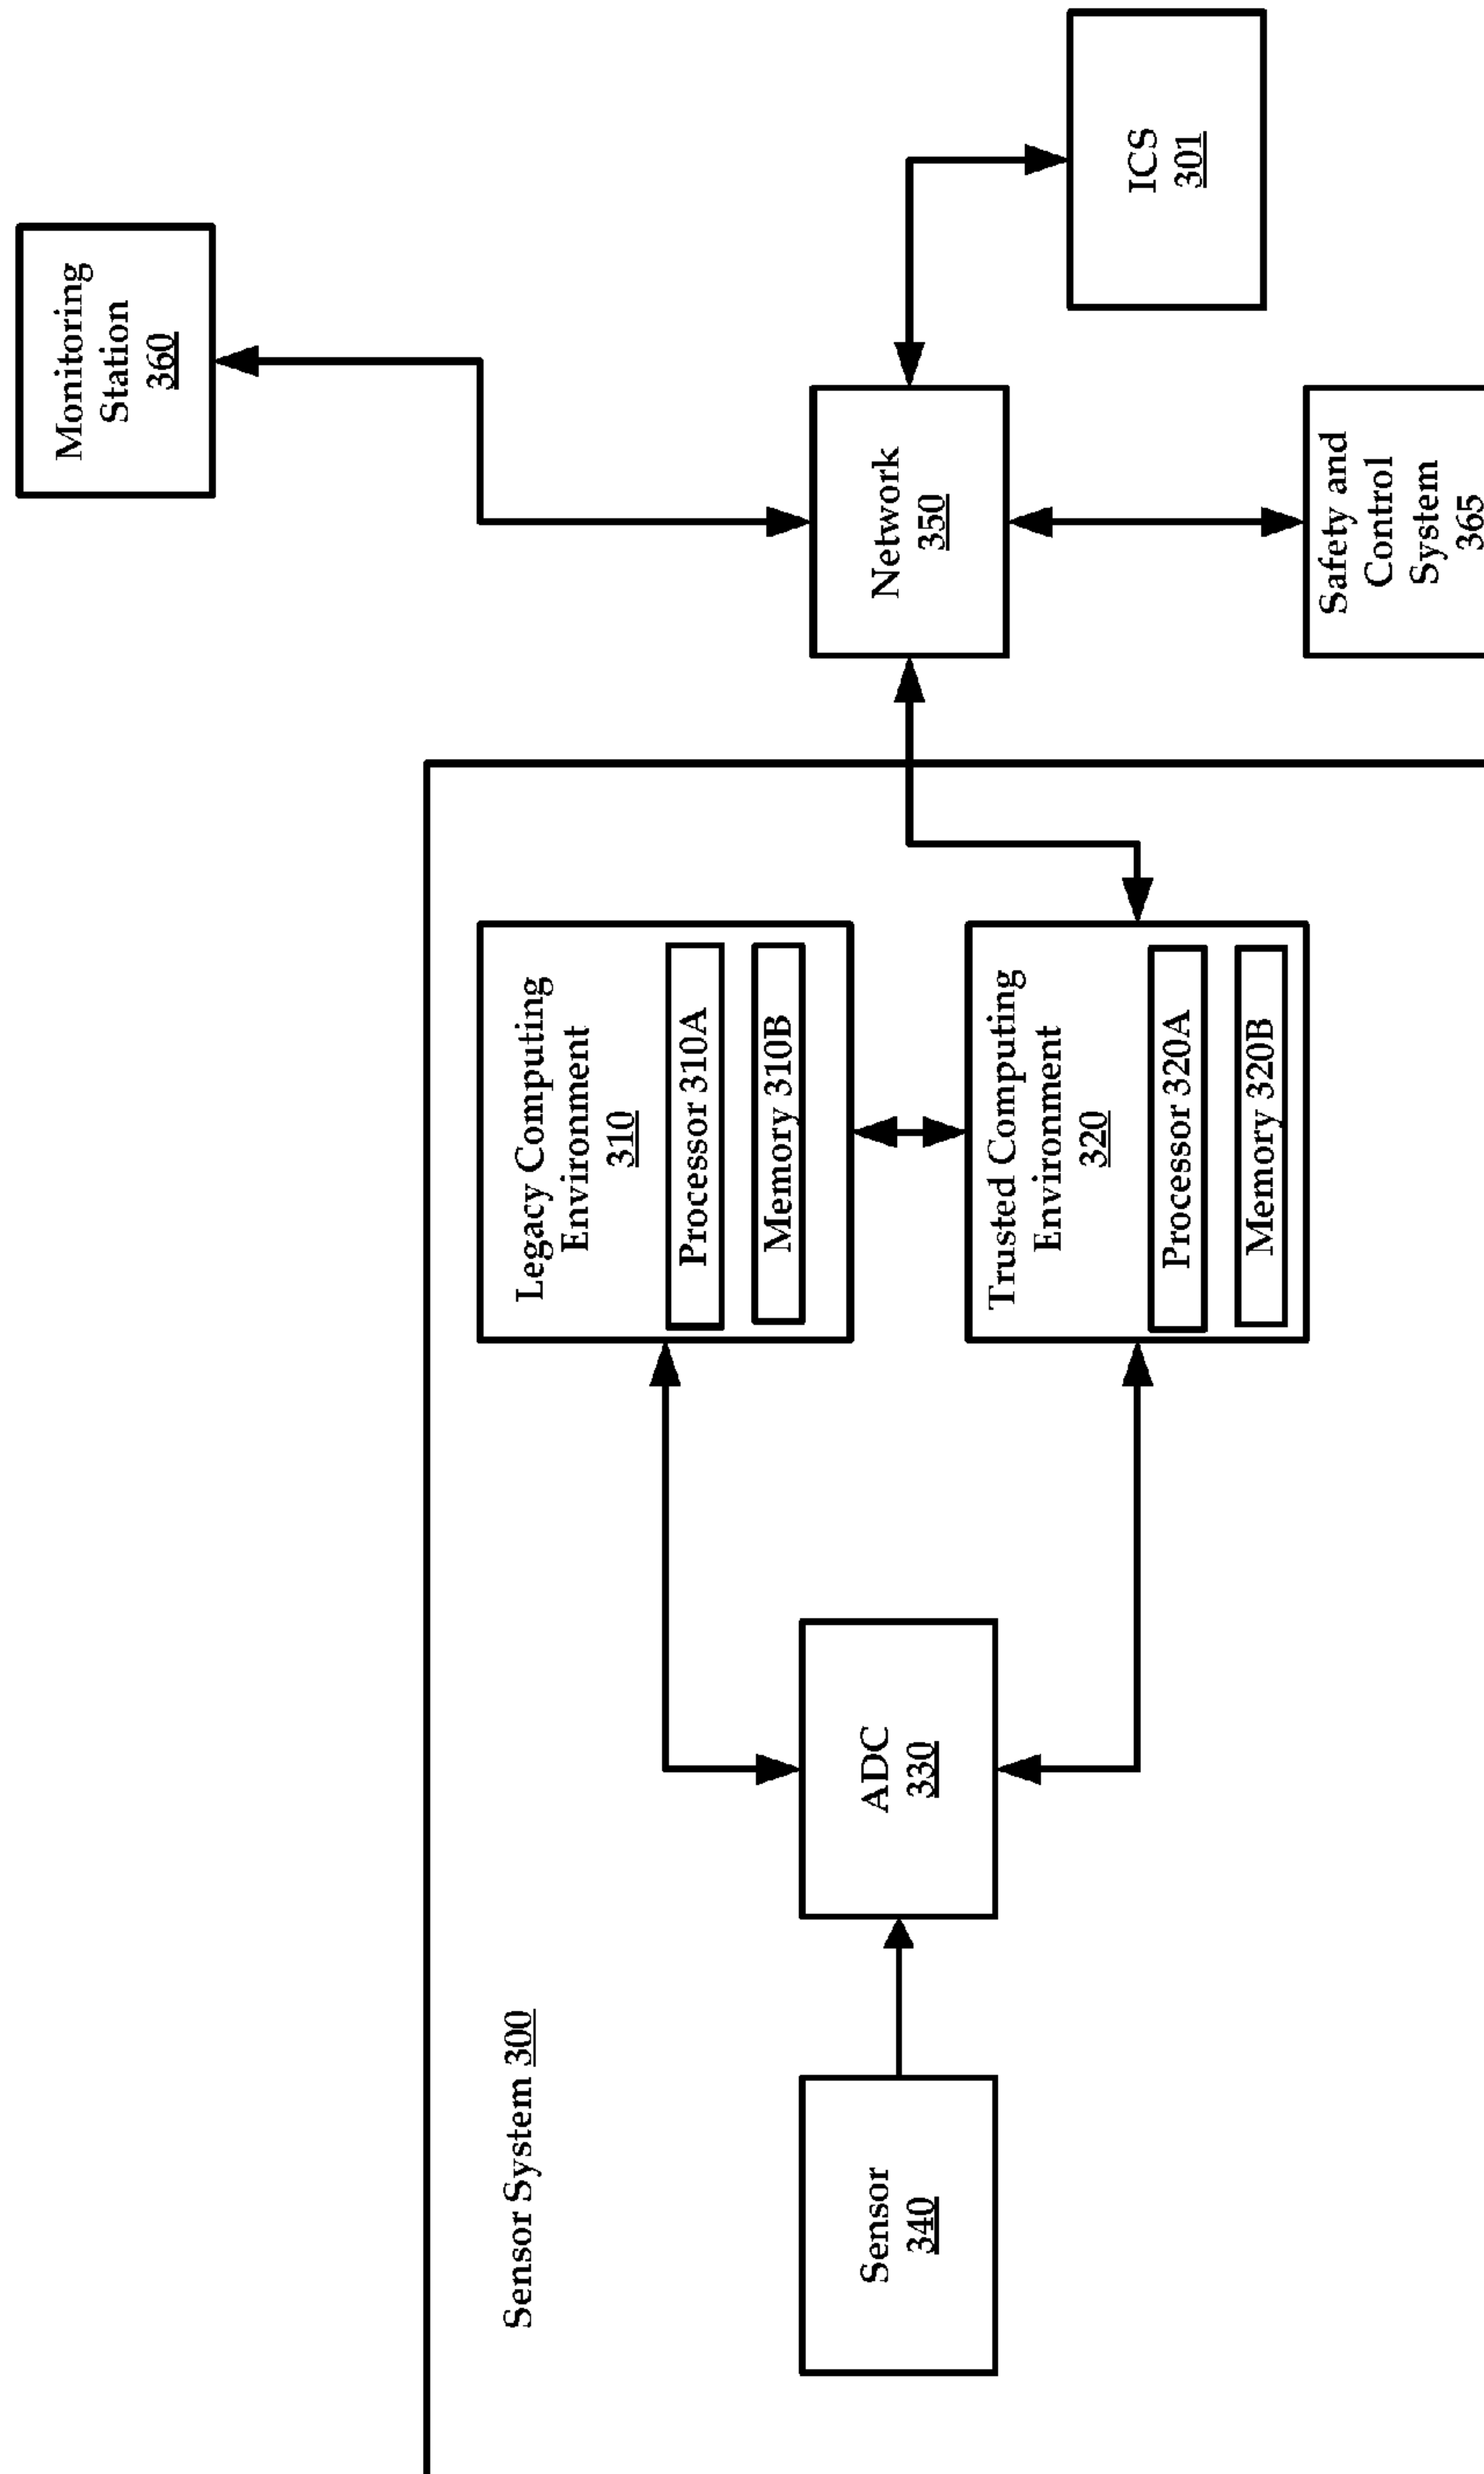 Sensor System 300
Sensor
340
ADC
330
Legacy Computing
Environment
310
Processor 310A
Memory 310B
Trusted Computing
Environment
320
Processor 320A
Memory 320B
Monitoring
Station
360
Network
350
Safety and
Control
System
365
ICS
301